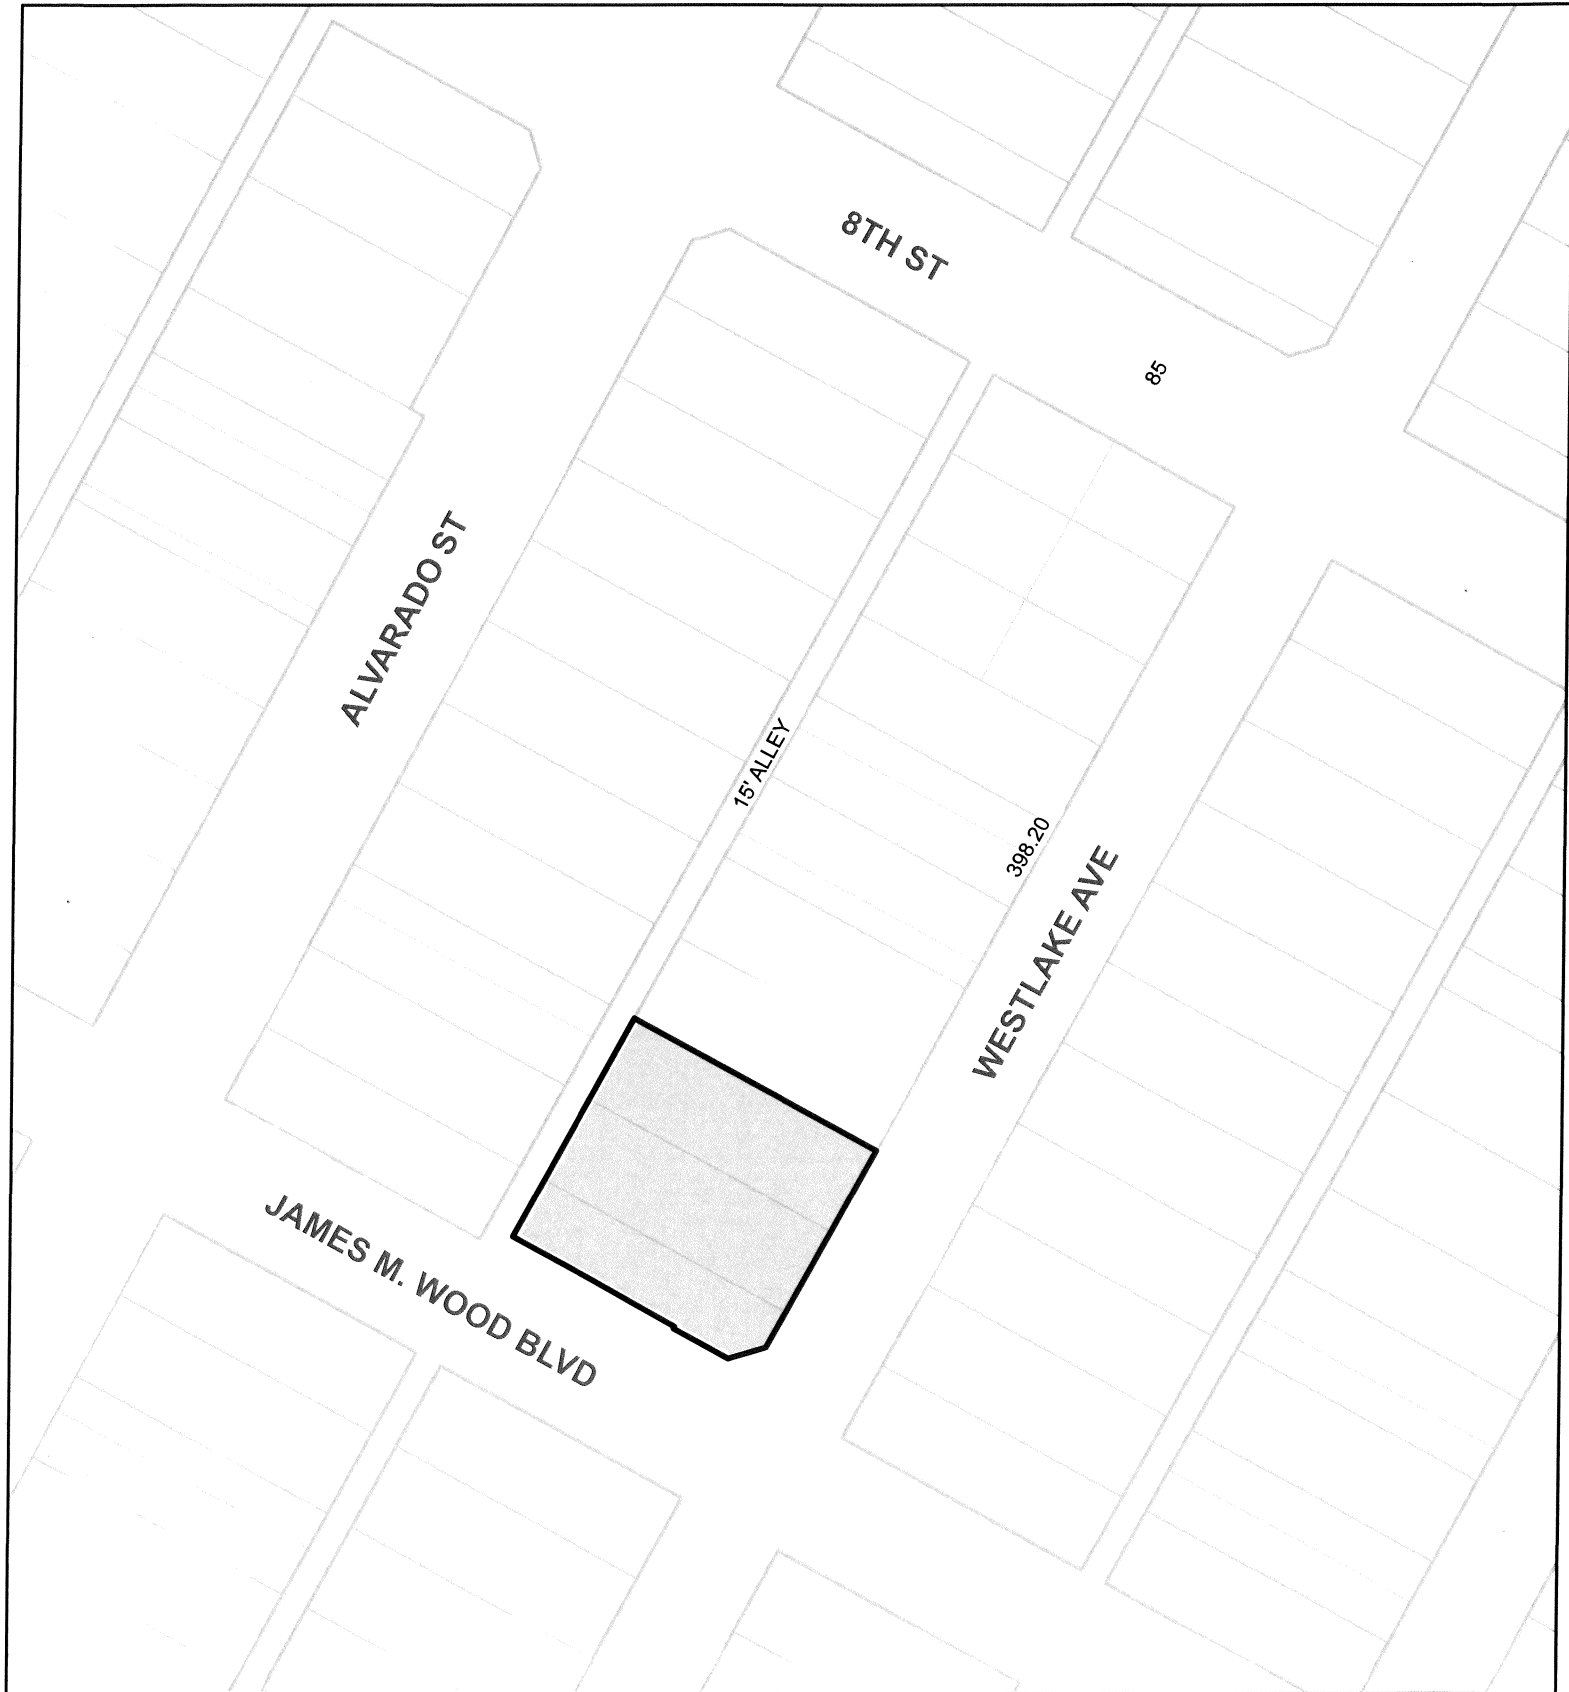 8TH ST
85
ALVARADO ST
15' ALLEY
398.20
WESTLAKE AVE
JAMES M. WOOD BLVD